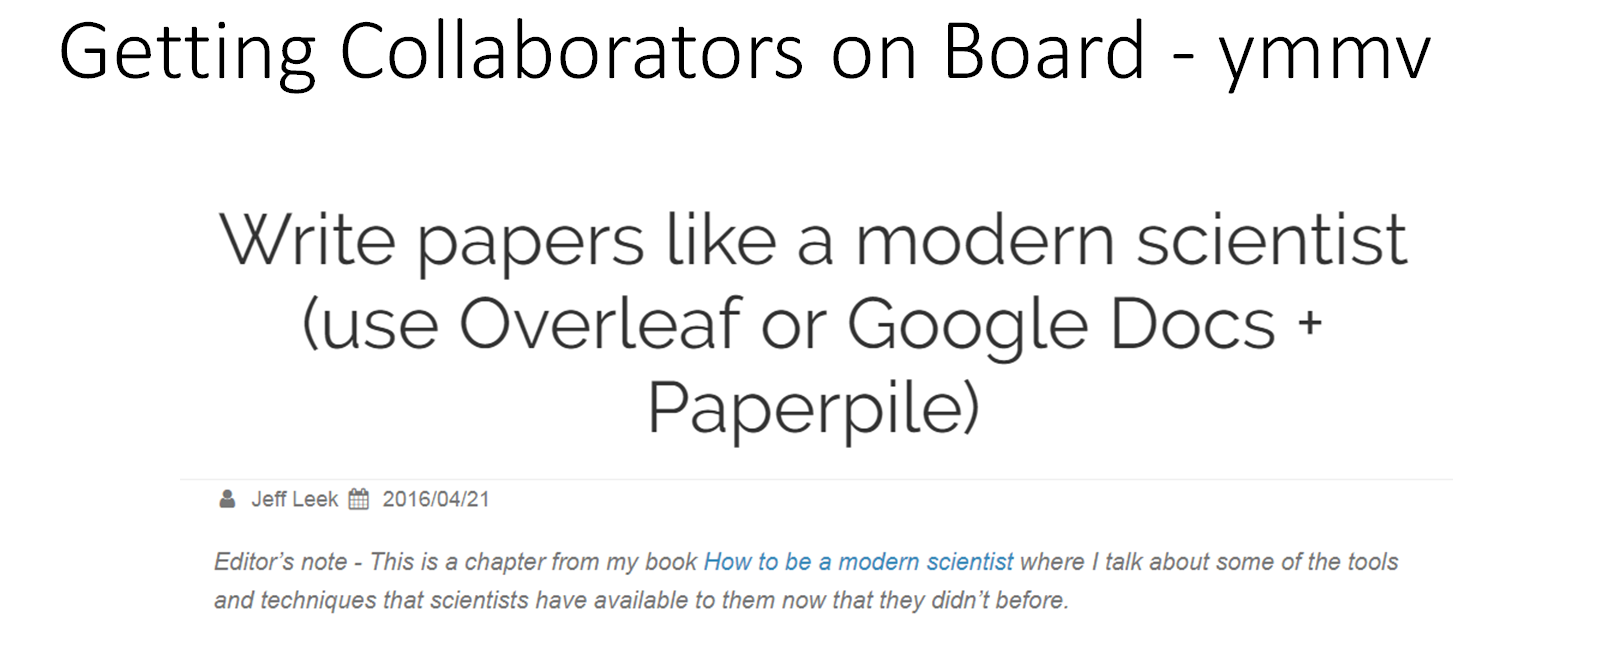 Getting Collaborators on Board - ymmv
Write papers like a modern scientist
(use Overleaf or Google Docs +
Paperpile)
Jeff Leek 2016/04/21
Editor’s note - This is a chapter from my book How to be a modern scientist where I talk about some of the tools
and techniques that scientists have available to them now that they didn’t before.